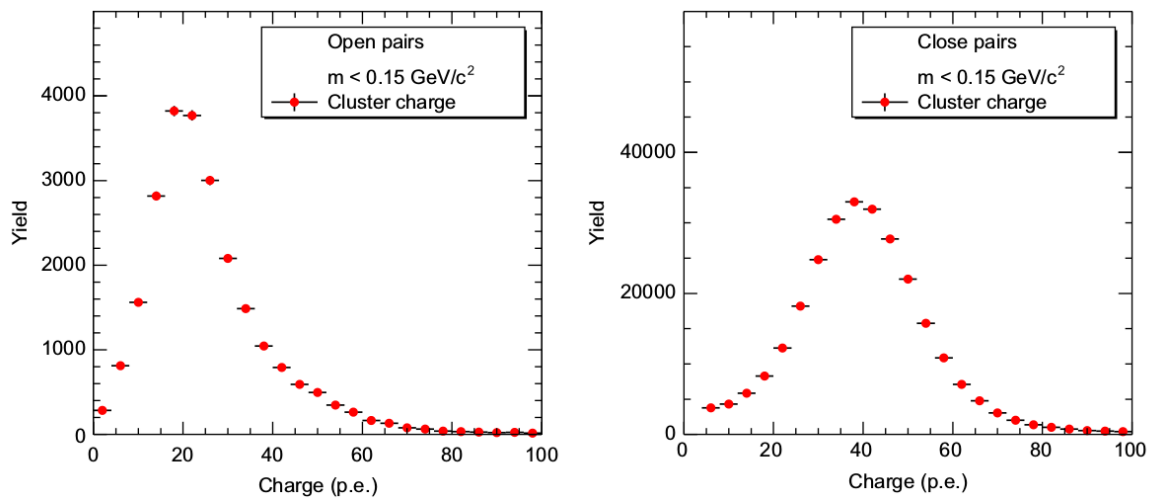 Open pairs
m < 0.15 GeV/c²
Cluster charge
4000
3000
2000
1000
0
Yield
0 20 40 60 80 100
Charge (p.e.)
Close pairs
m < 0.15 GeV/c²
Cluster charge
40000
20000
0
Yield
0 20 40 60 80 100
Charge (p.e.)